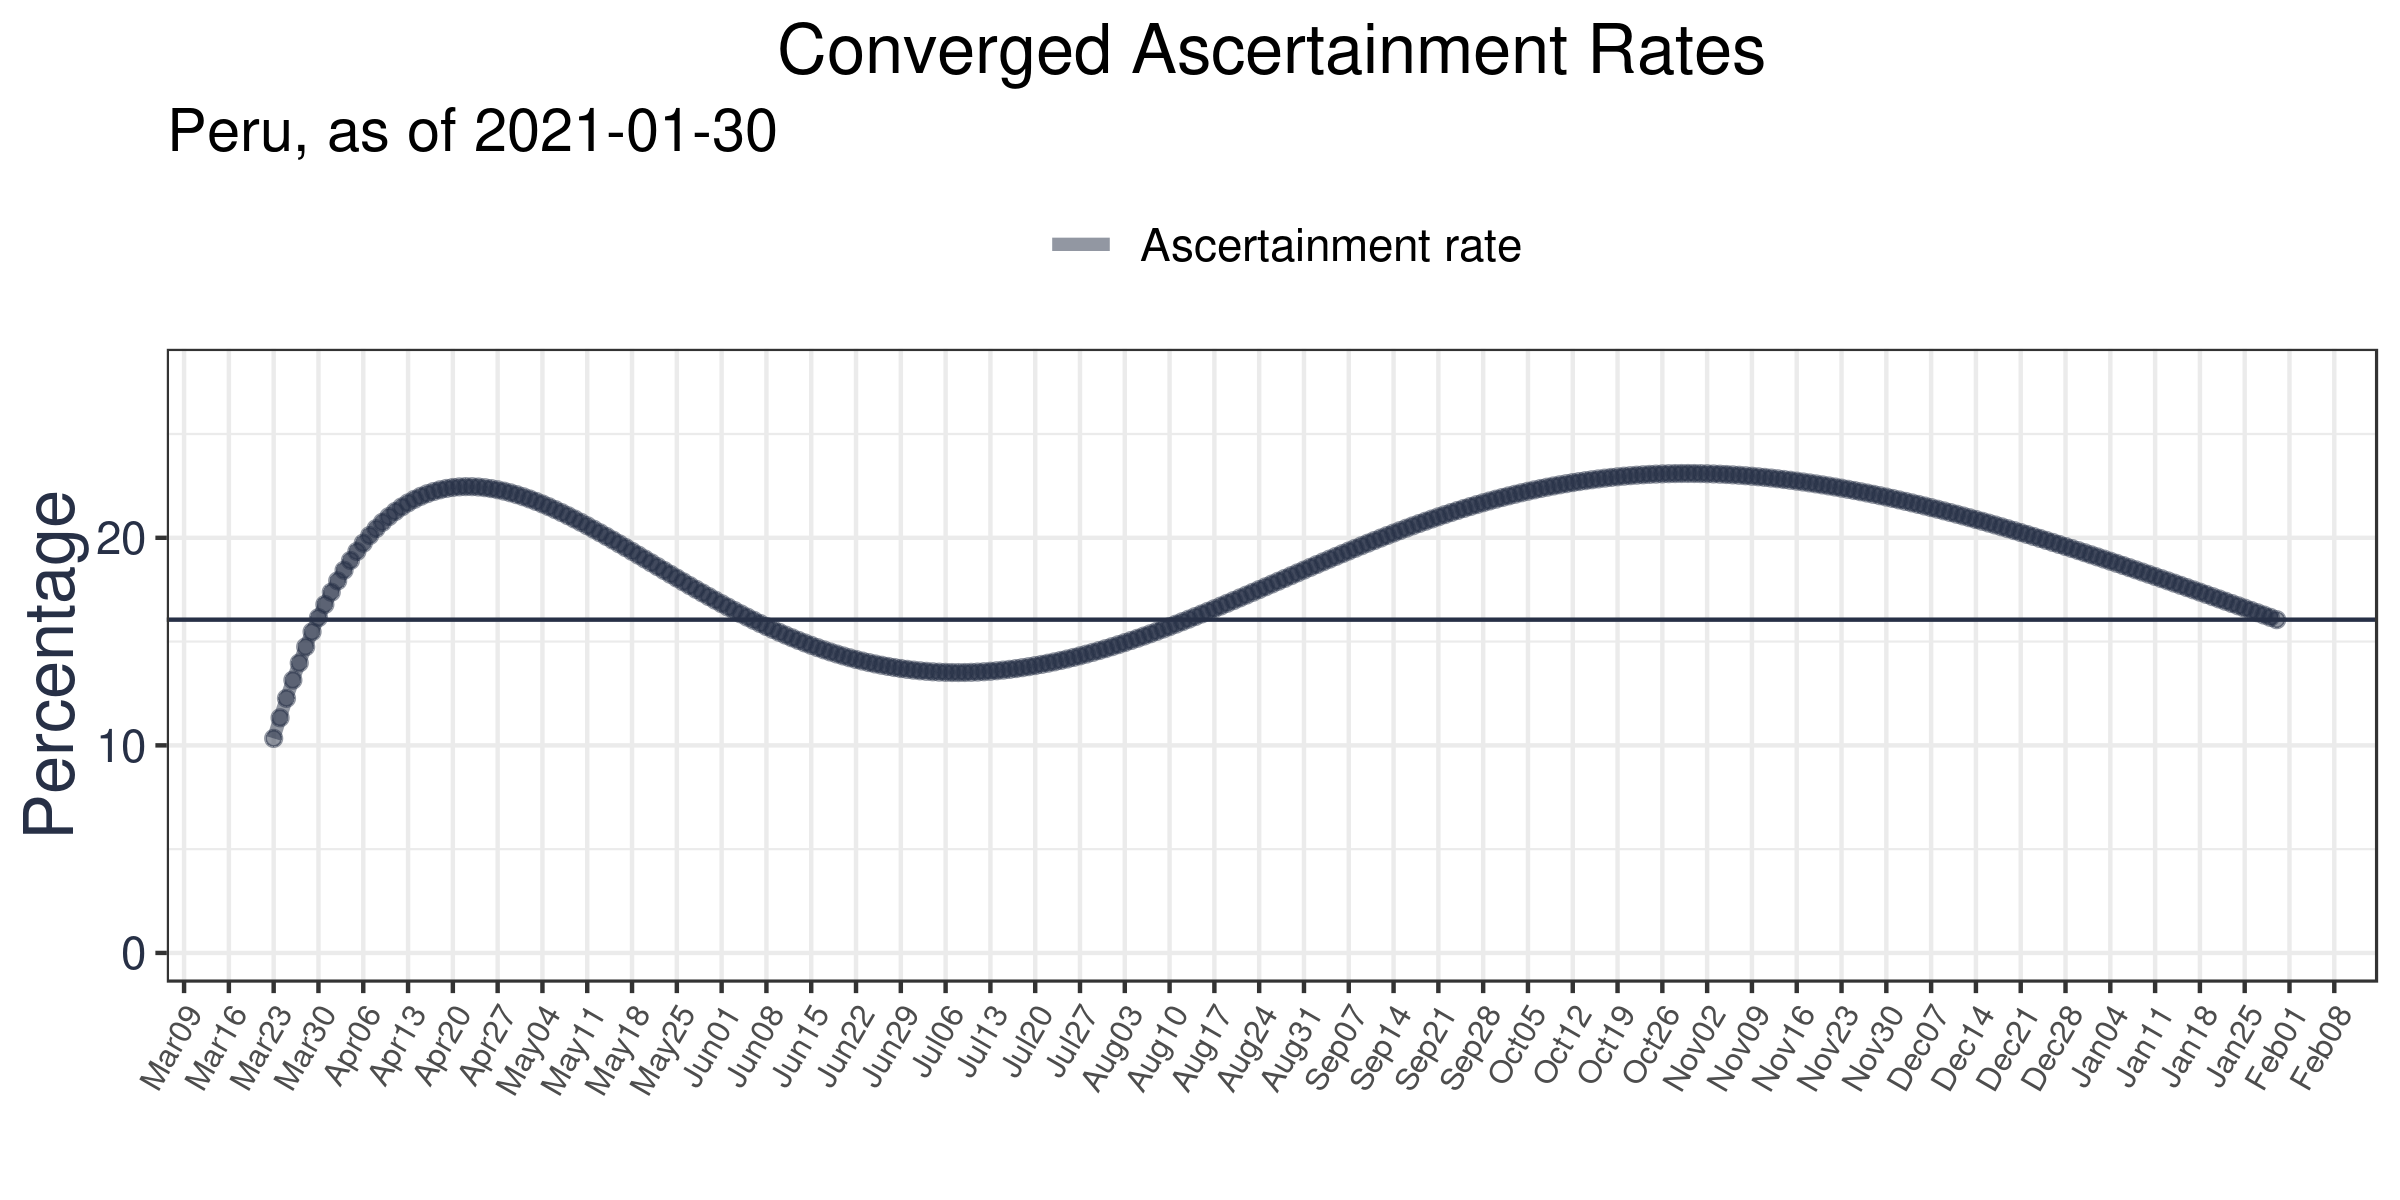 Converged Ascertainment Rates
Peru, as of 2021-01-30
Ascertainment rate
Percentage
20
10
0
Mar09 Mar16 Mar23 Mar30 Apr06 Apr13 Apr20 Apr27 May04 May11 May18 May25 Jun01 Jun08 Jun15 Jun22 Jun29 Jul06 Jul13 Jul20 Jul27 Aug03 Aug10 Aug17 Aug24 Aug31 Sep07 Sep14 Sep21 Sep28 Oct05 Oct12 Oct19 Oct26 Nov02 Nov09 Nov16 Nov23 Nov30 Dec07 Dec14 Dec21 Dec28 Jan04 Jan11 Jan18 Jan25 Feb01 Feb08